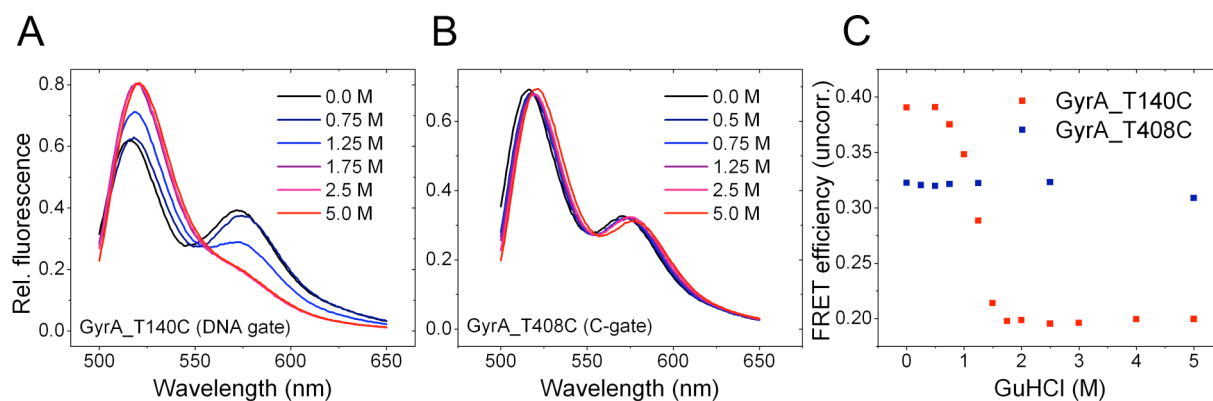 A
Rel. fluorescence
0.8
0.6
0.4
0.2
0.0
0.0 M
0.75 M
1.25 M
1.75 M
2.5 M
5.0 M
GyrA_T140C (DNA gate)
500 550 600 650
Wavelength (nm)
B
0.6
0.4
0.2
0.0
0.0 M
0.5 M
0.75 M
1.25 M
2.5 M
5.0 M
GyrA_T408C (C-gate)
500 550 600 650
Wavelength (nm)
C
FRET efficiency (uncorr.)
0.40
0.35
0.30
0.25
0.20
GyrA_T140C
GyrA_T408C
0 1 2 3 4 5
GuHCl (M)